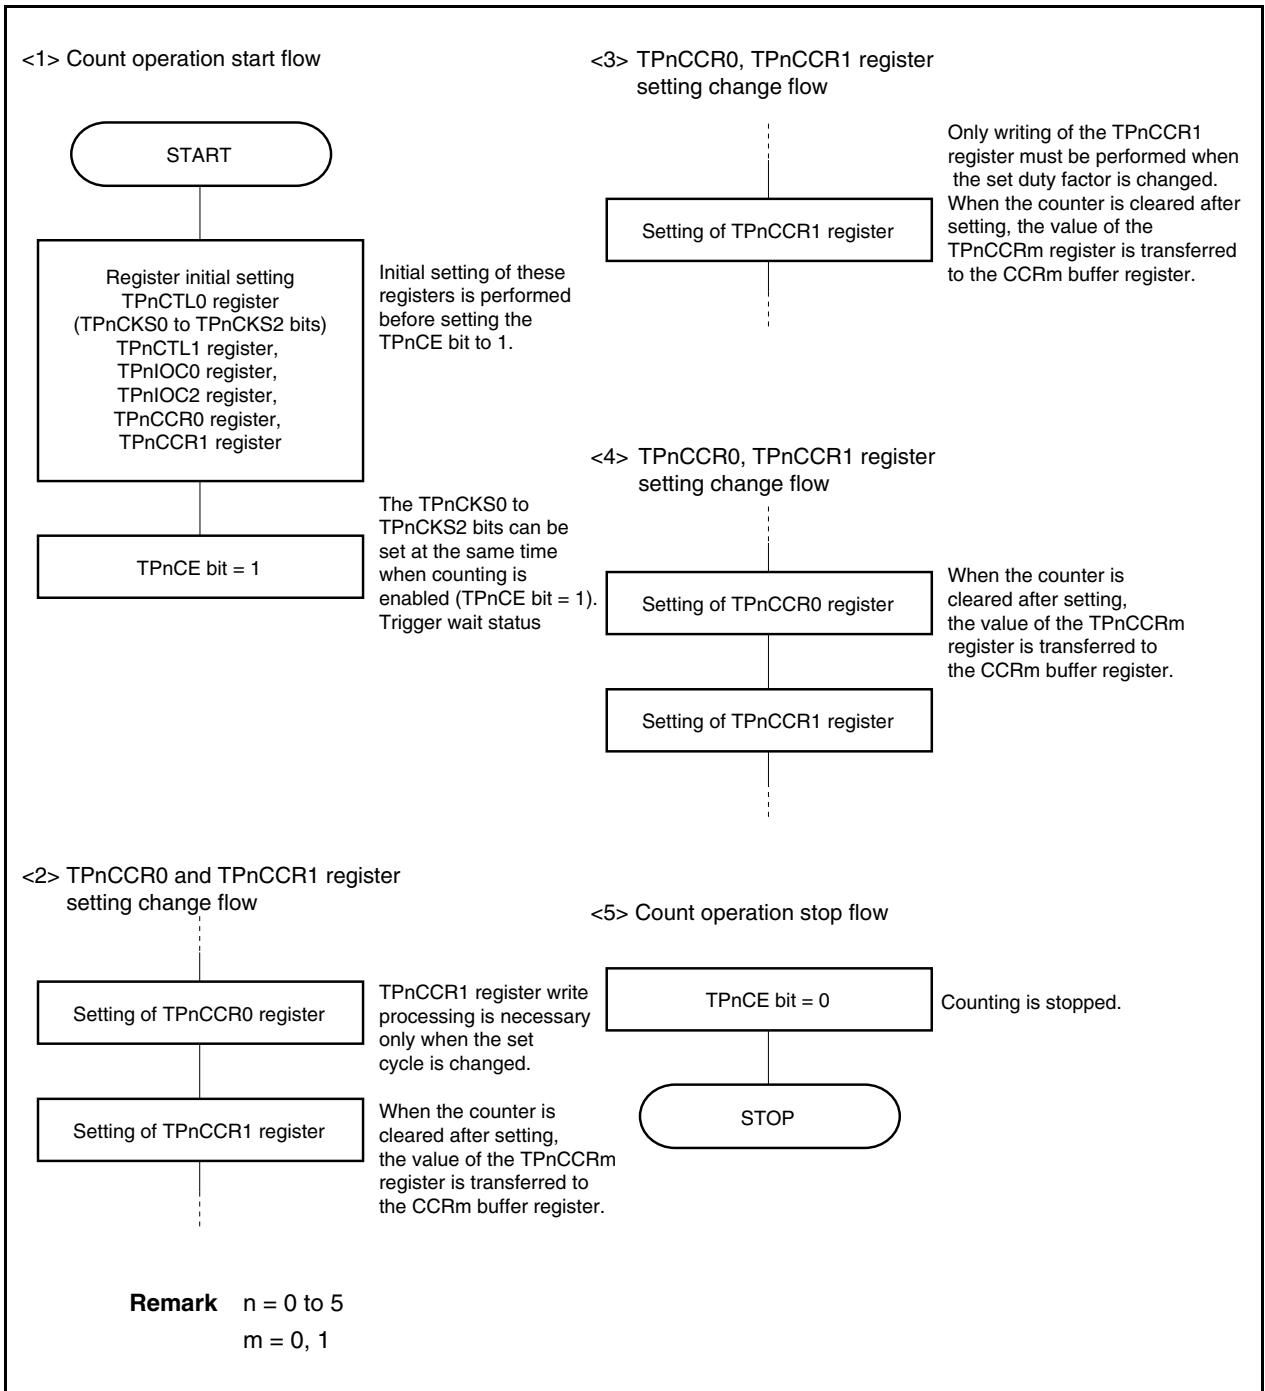 <1> Count operation start flow
START
Register initial setting
TPnCTL0 register
(TPnCKS0 to TPnCKS2 bits)
TPnCTL1 register,
TPnIOC0 register,
TPnIOC2 register,
TPnCCR0 register,
TPnCCR1 register
Initial setting of these
registers is performed
before setting the
TPnCE bit to 1.
TPnCE bit = 1
The TPnCKS0 to
TPnCKS2 bits can be
set at the same time
when counting is
enabled (TPnCE bit = 1).
Trigger wait status
<2> TPnCCR0 and TPnCCR1 register
setting change flow
Setting of TPnCCR0 register
TPnCCR1 register write
processing is necessary
only when the set
cycle is changed.
Setting of TPnCCR1 register
When the counter is
cleared after setting,
the value of the TPnCCRm
register is transferred to
the CCRm buffer register.
<3> TPnCCR0, TPnCCR1 register
setting change flow
Setting of TPnCCR1 register
Only writing of the TPnCCR1
register must be performed when
the set duty factor is changed.
When the counter is cleared after
setting, the value of the
TPnCCRm register is transferred
to the CCRm buffer register.
<4> TPnCCR0, TPnCCR1 register
setting change flow
Setting of TPnCCR0 register
When the counter is
cleared after setting,
the value of the TPnCCRm
register is transferred to
the CCRm buffer register.
Setting of TPnCCR1 register
<5> Count operation stop flow
TPnCE bit = 0
Counting is stopped.
STOP
Remark n = 0 to 5
m = 0, 1